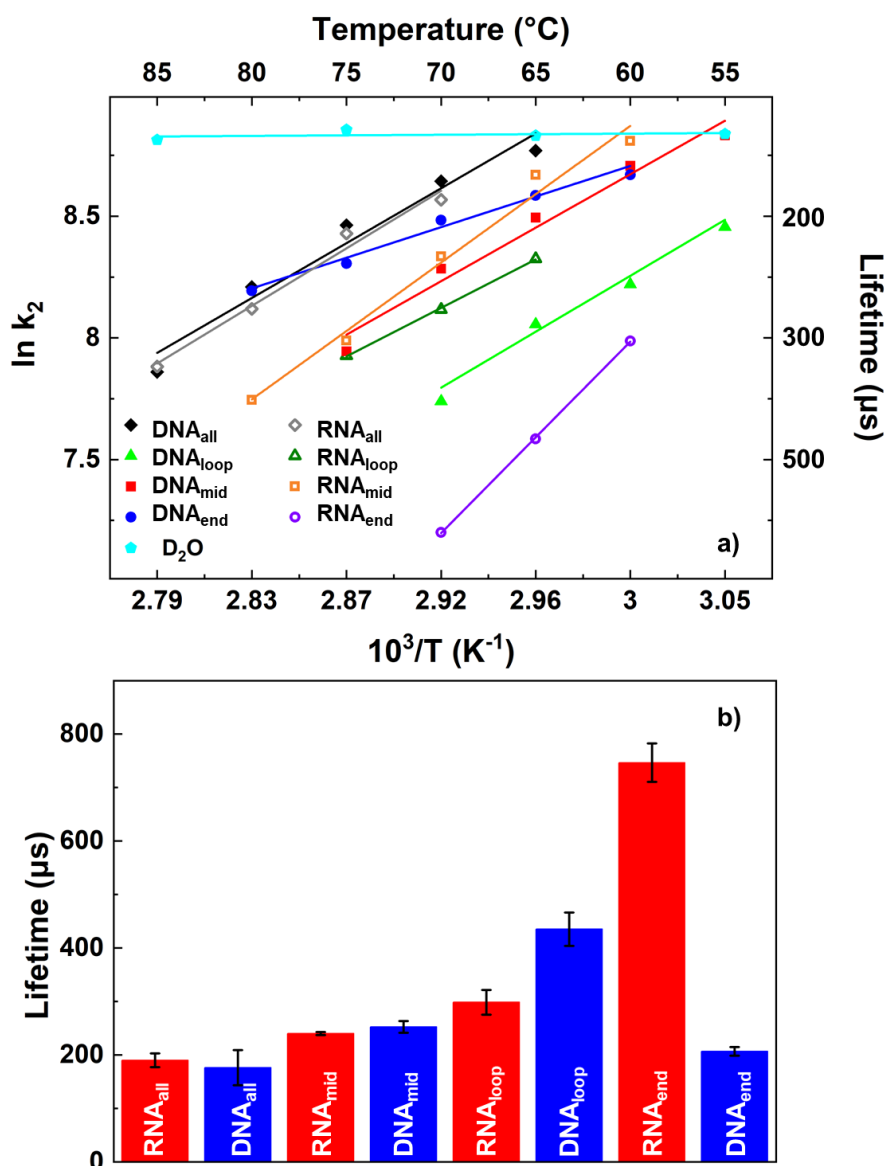 Temperature (°C)
85 80 75 70 65 60 55
8.5
8
7.5
ln k₂
200
300
500
Lifetime (µs)
DNAall RNAall
DNAloop RNAloop
DNAmid RNAmid
DNAend RNAend
D₂O
a)
2.79 2.83 2.87 2.92 2.96 3 3.05
10³/T (K⁻¹)
b)
800
600
400
200
0
Lifetime (µs)
RNAall
DNAall
RNAmid
DNAmid
RNAloop
DNAloop
RNAend
DNAend